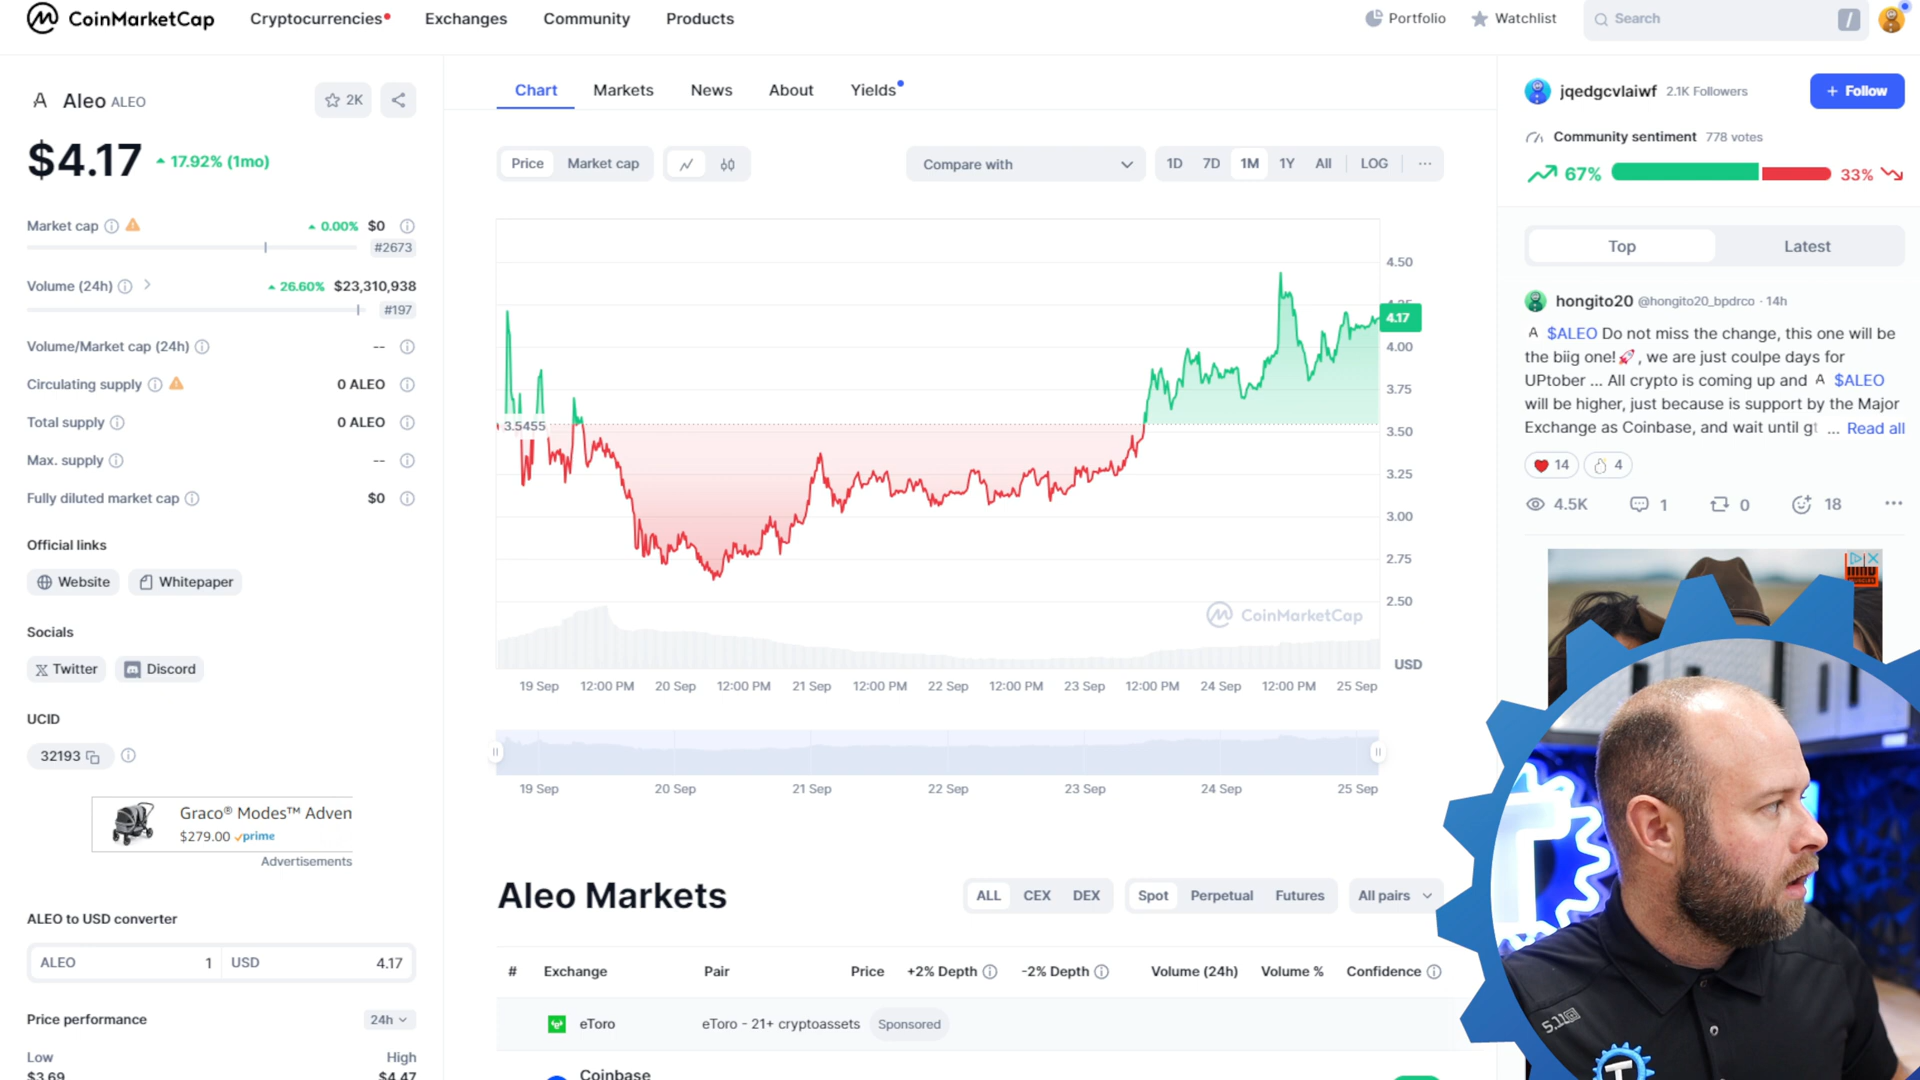 CoinMarketCap
Cryptocurrencies
Exchanges
Community
Products
Portfolio
Watchlist
Search
/
Aleo ALEO
2K
$4.17 17.92% (1mo)
Market cap 0.00% $0
#2673
Volume (24h) 26.60% $23,310,938
#197
Volume/Market cap (24h) --
Circulating supply 0 ALEO
Total supply 0 ALEO
Max. supply --
Fully diluted market cap $0
Official links
Website
Whitepaper
Socials
Twitter
Discord
UCID
32193
Graco® Modes™ Adven
$279.00 prime
Advertisements
ALEO to USD converter
ALEO 1 USD 4.17
Price performance 24h
Low High
$3.69 $4.47
Chart
Markets
News
About
Yields
Price
Market cap
Compare with
1D 7D 1M 1Y All LOG ...
4.50
4.25
4.17
4.00
3.75
3.5455
3.50
3.25
3.00
2.75
2.50
CoinMarketCap
USD
19 Sep 12:00 PM 20 Sep 12:00 PM 21 Sep 12:00 PM 22 Sep 12:00 PM 23 Sep 12:00 PM 24 Sep 12:00 PM 25 Sep
19 Sep 20 Sep 21 Sep 22 Sep 23 Sep 24 Sep 25 Sep
Aleo Markets
ALL CEX DEX
Spot Perpetual Futures
All pairs
# Exchange Pair Price +2% Depth -2% Depth Volume (24h) Volume % Confidence
eToro eToro - 21+ cryptoassets Sponsored
Coinbase
jqedgcvlaiwf 2.1K Followers
+ Follow
Community sentiment 778 votes
67% 33%
Top
Latest
hongito20 @hongito20_bpdrco · 14h
A $ALEO Do not miss the change, this one will be
the biig one!🚀, we are just coulpe days for
UPtober ... All crypto is coming up and A $ALEO
will be higher, just because is support by the Major
Exchange as Coinbase, and wait until gt ... Read all
14
4
4.5K 1 0 18 ...
5.11
T